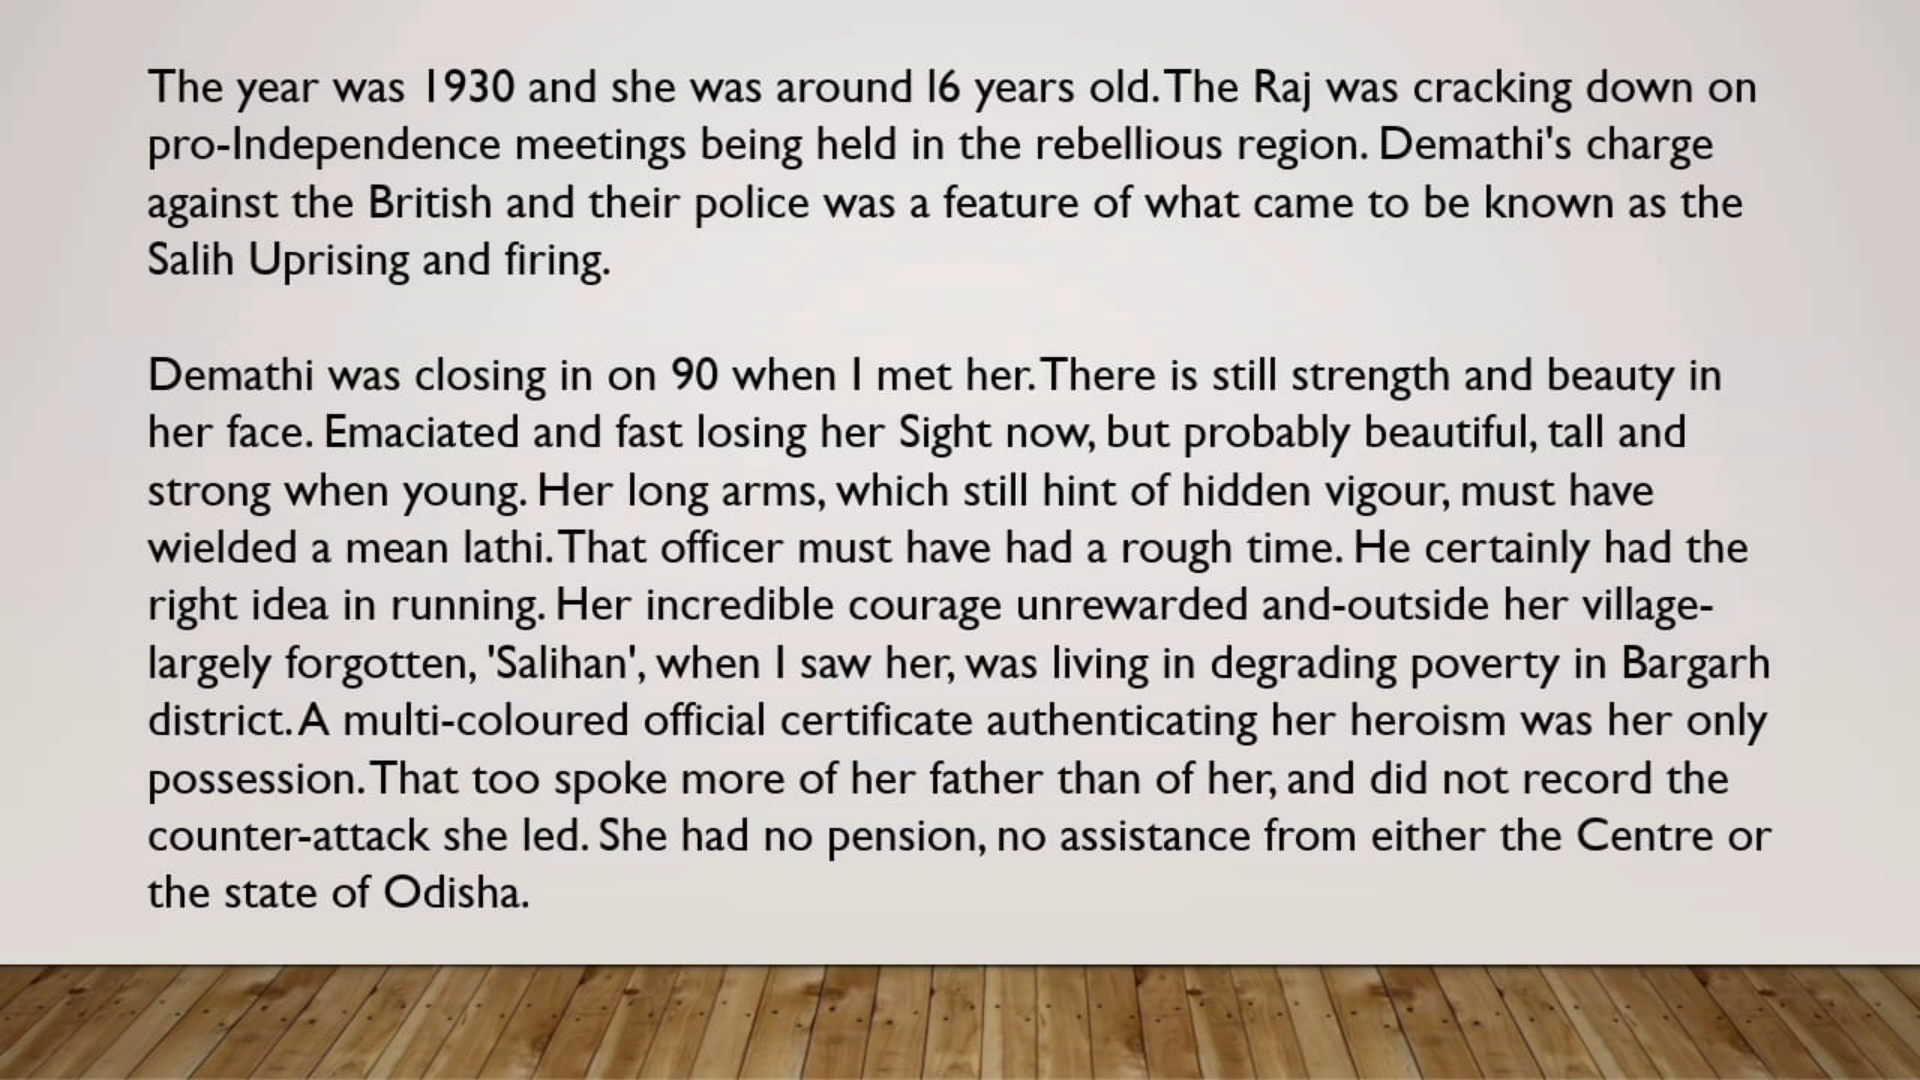 The year was 1930 and she was around l6 years old. The Raj was cracking down on
pro-Independence meetings being held in the rebellious region. Demathi's charge
against the British and their police was a feature of what came to be known as the
Salih Uprising and firing.
Demathi was closing in on 90 when I met her. There is still strength and beauty in
her face. Emaciated and fast losing her Sight now, but probably beautiful, tall and
strong when young. Her long arms, which still hint of hidden vigour, must have
wielded a mean lathi. That officer must have had a rough time. He certainly had the
right idea in running. Her incredible courage unrewarded and-outside her village-
largely forgotten, 'Salihan', when I saw her, was living in degrading poverty in Bargarh
district. A multi-coloured official certificate authenticating her heroism was her only
possession. That too spoke more of her father than of her, and did not record the
counter-attack she led. She had no pension, no assistance from either the Centre or
the state of Odisha.